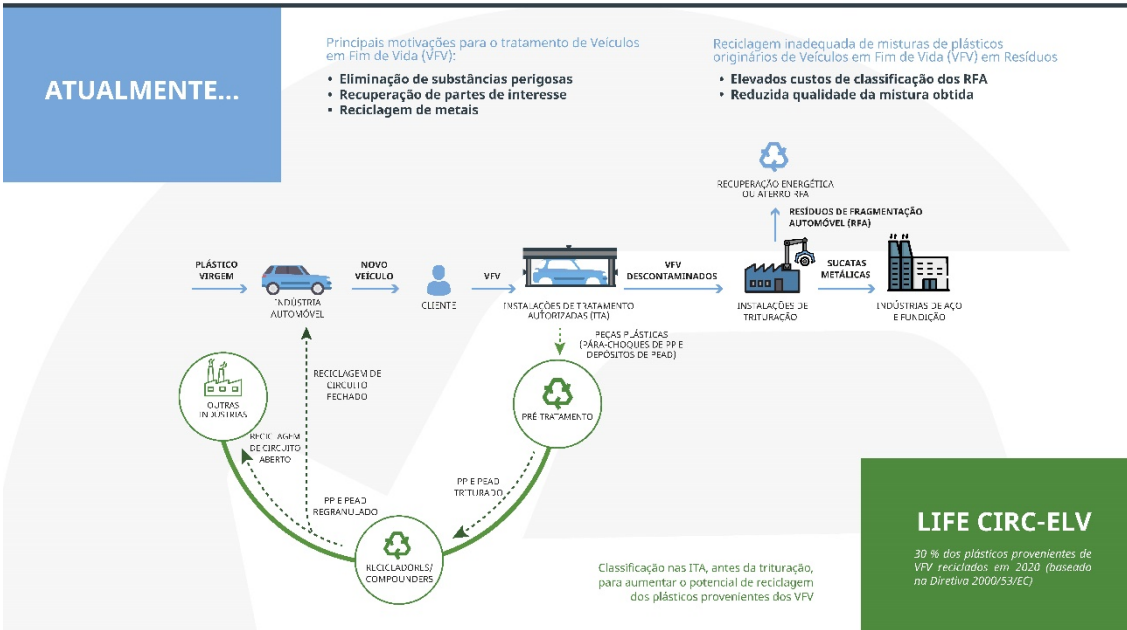 ATUALMENTE...
Principais motivações para o tratamento de Veículos
em Fim de Vida (VFV):
• Eliminação de substâncias perigosas
• Recuperação de partes de interesse
• Reciclagem de metais
Reciclagem inadequada de misturas de plásticos
originários de Veículos em Fim de Vida (VFV) em Resíduos
• Elevados custos de classificação dos RFA
• Reduzida qualidade da mistura obtida
RECUPERAÇÃO ENERGÉTICA
OU ATERRO RFA
RESÍDUOS DE FRAGMENTAÇÃO
AUTOMÓVEL (RFA)
PLÁSTICO
VIRGEM
INDÚSTRIA
AUTOMÓVEL
NOVO
VEÍCULO
CLIENTE
VFV
INSTALAÇÕES DE TRATAMENTO
AUTORIZADAS (ITA)
VFV
DESCONTAMINADOS
INSTALAÇÕES DE
TRITURAÇÃO
SUCATAS
METÁLICAS
INDÚSTRIAS DE AÇO
E FUNDIÇÃO
PEÇAS PLÁSTICAS
(PÁRA-CHOQUES DE PP E
DEPÓSITOS DE PEAD)
PRÉ TRATAMENTO
PP E PEAD
TRITURADO
RECICLADORES/
COMPOUNDERS
PP E PEAD
REGRANULADO
RECICLAGEM DE
CIRCUITO
FECHADO
RECICLAGEM
DE CIRCUITO
ABERTO
OUTRAS
INDÚSTRIAS
Classificação nas ITA, antes da trituração,
para aumentar o potencial de reciclagem
dos plásticos provenientes dos VFV
LIFE CIRC-ELV
30 % dos plásticos provenientes de
VFV reciclados em 2020 (baseado
na Diretiva 2000/53/EC)